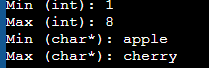 Min (int): 1
Max (int): 8
Min (char*): apple
Max (char*): cherry